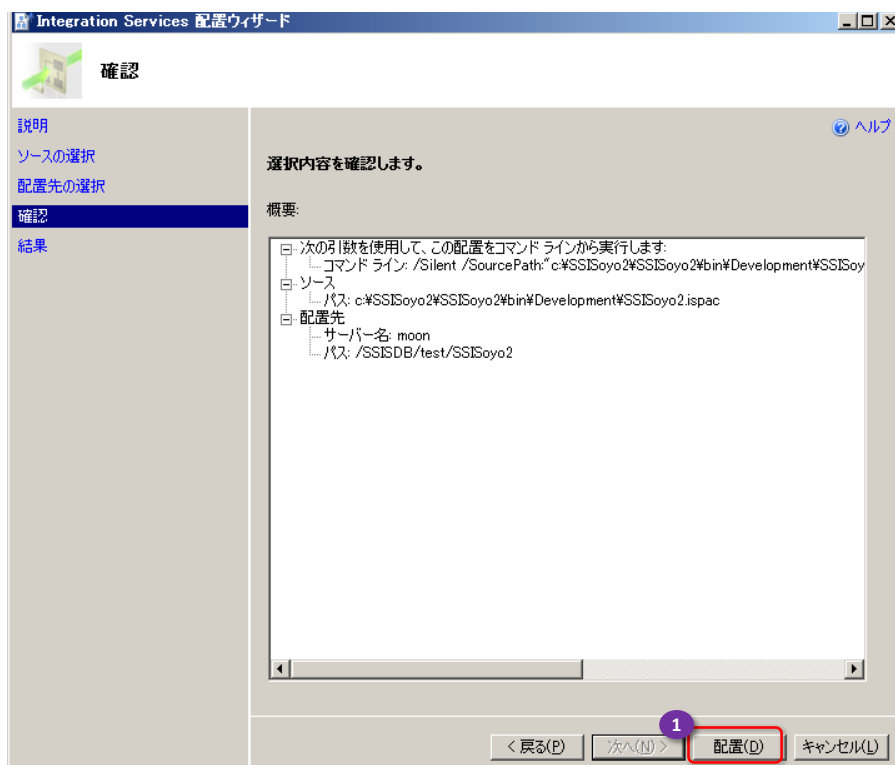 Integration Services 配置ウィザード
確認
説明
ソースの選択
配置先の選択
確認
結果
ヘルプ
選択内容を確認します。
概要:
次の引数を使用して、この配置をコマンド ラインから実行します:
コマンド ライン: /Silent /SourcePath:"c:¥SSISoyo2¥SSISoyo2¥bin¥Development¥SSISoy
ソース
パス: c:¥SSISoyo2¥SSISoyo2¥bin¥Development¥SSISoyo2.ispac
配置先
サーバー名: moon
パス: /SSISDB/test/SSISoyo2
1
< 戻る(P)
次へ(N) >
配置(D)
キャンセル(L)